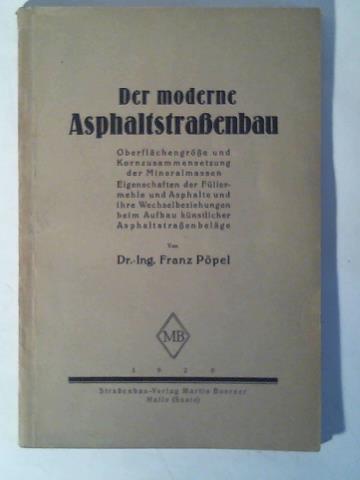 Der moderne
Asphaltstraßenbau
Oberflächengröße und
Kornzusammensetzung
der Mineralmassen
Eigenschaften der Füller-
mehle und Asphalte und
ihre Wechselbeziehungen
beim Aufbau künstlicher
Asphaltstraßenbeläge
Von
Dr.-Ing. Franz Pöpel
MB
Straßenbau-Verlag Martin Boerner
Halle (Saale)